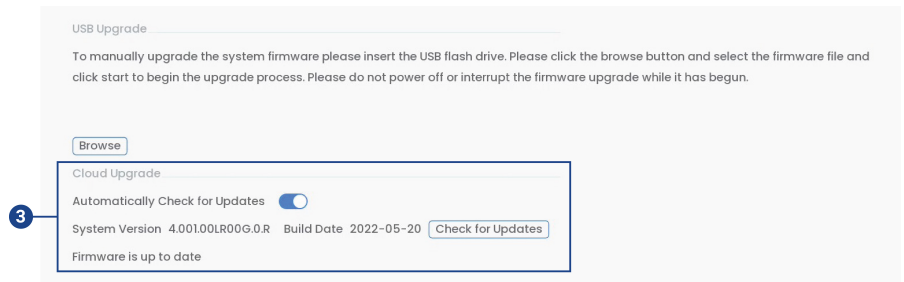 USB Upgrade
To manually upgrade the system firmware please insert the USB flash drive. Please click the browse button and select the firmware file and
click start to begin the upgrade process. Please do not power off or interrupt the firmware upgrade while it has begun.
Browse
Cloud Upgrade
Automatically Check for Updates
3
System Version 4.001.00LR00G.0.R Build Date 2022-05-20 Check for Updates
Firmware is up to date